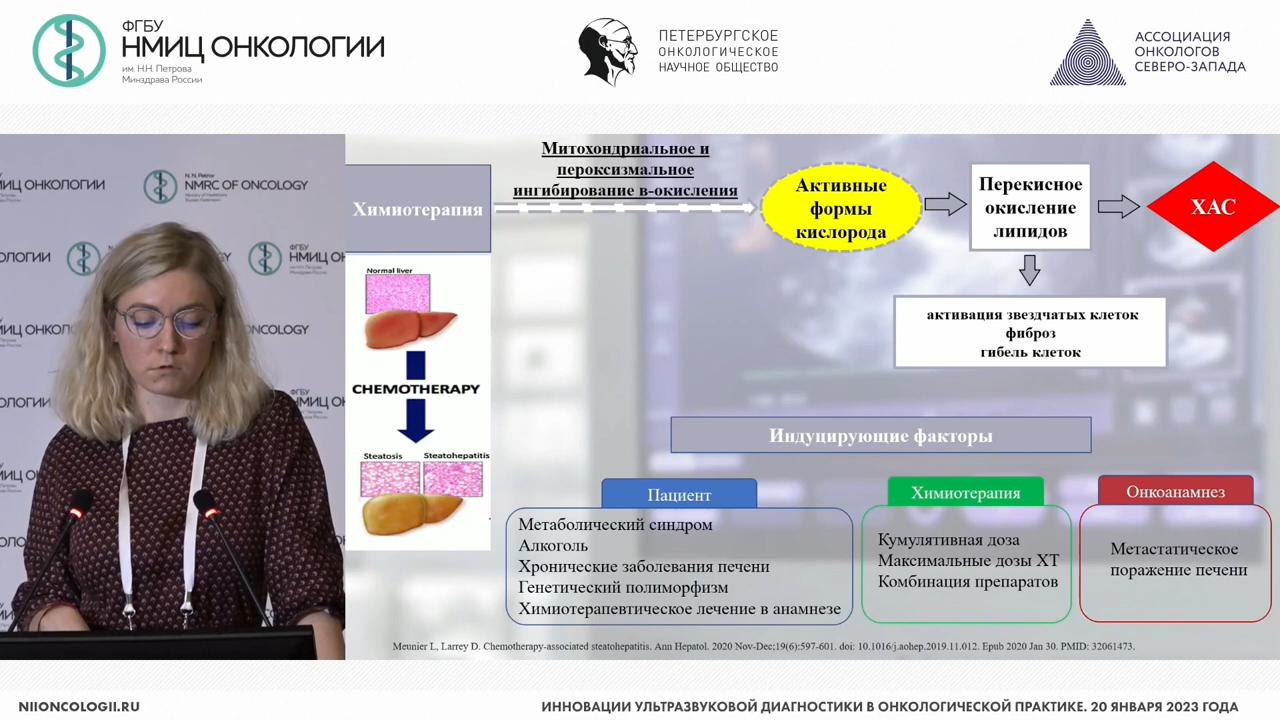 ФГБУ
НМИЦ ОНКОЛОГИИ
им. Н.Н. Петрова
Минздрава России
ПЕТЕРБУРГСКОЕ
ОНКОЛОГИЧЕСКОЕ
НАУЧНОЕ ОБЩЕСТВО
АССОЦИАЦИЯ
ОНКОЛОГОВ
СЕВЕРО-ЗАПАДА
N.N. Petrov
NMRC OF ONCOLOGY
Химиотерапия
Митохондриальное и
пероксизмальное
ингибирование в-окисления
Активные
формы
кислорода
Перекисное
окисление
липидов
ХАС
активация звездчатых клеток
фиброз
гибель клеток
Normal liver
CHEMOTHERAPY
Steatosis Steatohepatitis
Индуцирующие факторы
Пациент
Метаболический синдром
Алкоголь
Хронические заболевания печени
Генетический полиморфизм
Химиотерапевтическое лечение в анамнезе
Химиотерапия
Кумулятивная доза
Максимальные дозы ХТ
Комбинация препаратов
Онкоанамнез
Метастатическое
поражение печени
Meunier L, Larrey D. Chemotherapy-associated steatohepatitis. Ann Hepatol. 2020 Nov-Dec;19(6):597-601. doi: 10.1016/j.aohep.2019.11.012. Epub 2020 Jan 30. PMID: 32061473.
NIIONCOLOGII.RU
ИННОВАЦИИ УЛЬТРАЗВУКОВОЙ ДИАГНОСТИКИ В ОНКОЛОГИЧЕСКОЙ ПРАКТИКЕ. 20 ЯНВАРЯ 2023 ГОДА